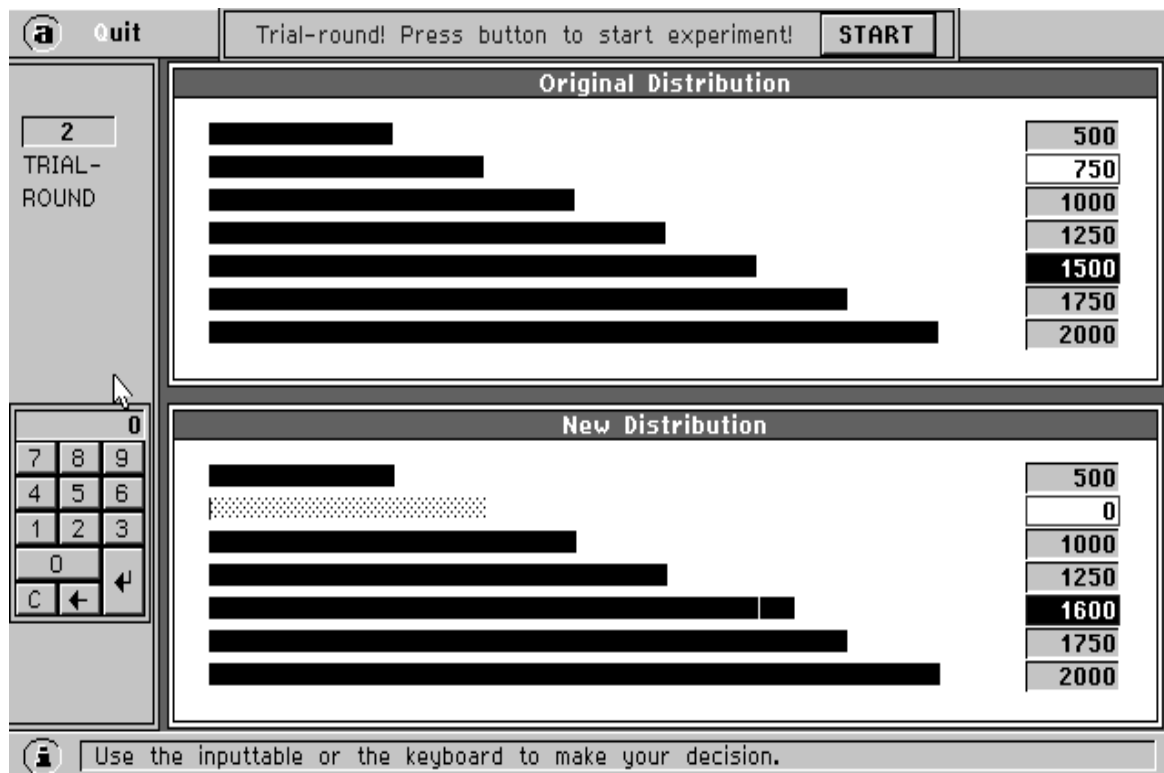 a Quit
Trial-round! Press button to start experiment! START
Original Distribution
2
TRIAL-
ROUND
500
750
1000
1250
1500
1750
2000
0
7 8 9
4 5 6
1 2 3
0
C
New Distribution
500
0
1000
1250
1600
1750
2000
i Use the inputtable or the keyboard to make your decision.